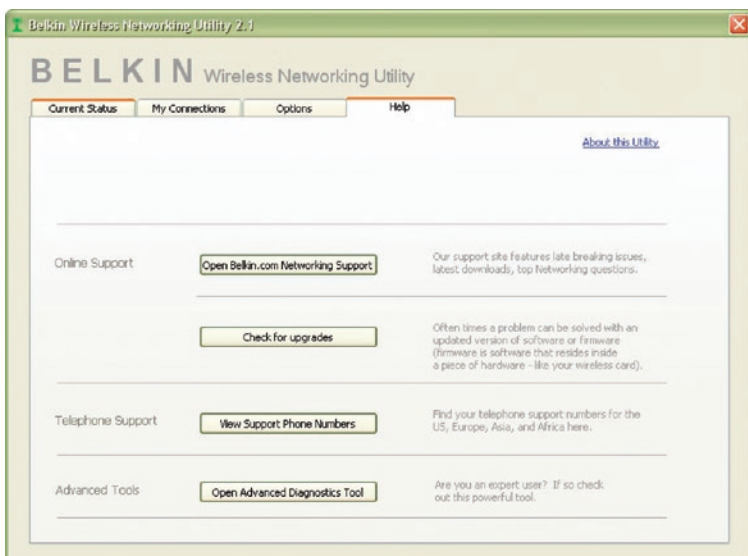 Belkin Wireless Networking Utility 2.1
BELKIN Wireless Networking Utility
Current Status
My Connections
Options
Help
About this Utility
Online Support
Open Belkin.com Networking Support
Our support site features late breaking issues,
latest downloads, top Networking questions.
Check for upgrades
Often times a problem can be solved with an
updated version of software or firmware
(firmware is software that resides inside
a piece of hardware - like your wireless card).
Telephone Support
View Support Phone Numbers
Find your telephone support numbers for the
US, Europe, Asia, and Africa here.
Advanced Tools
Open Advanced Diagnostics Tool
Are you an expert user? If so check
out this powerful tool.